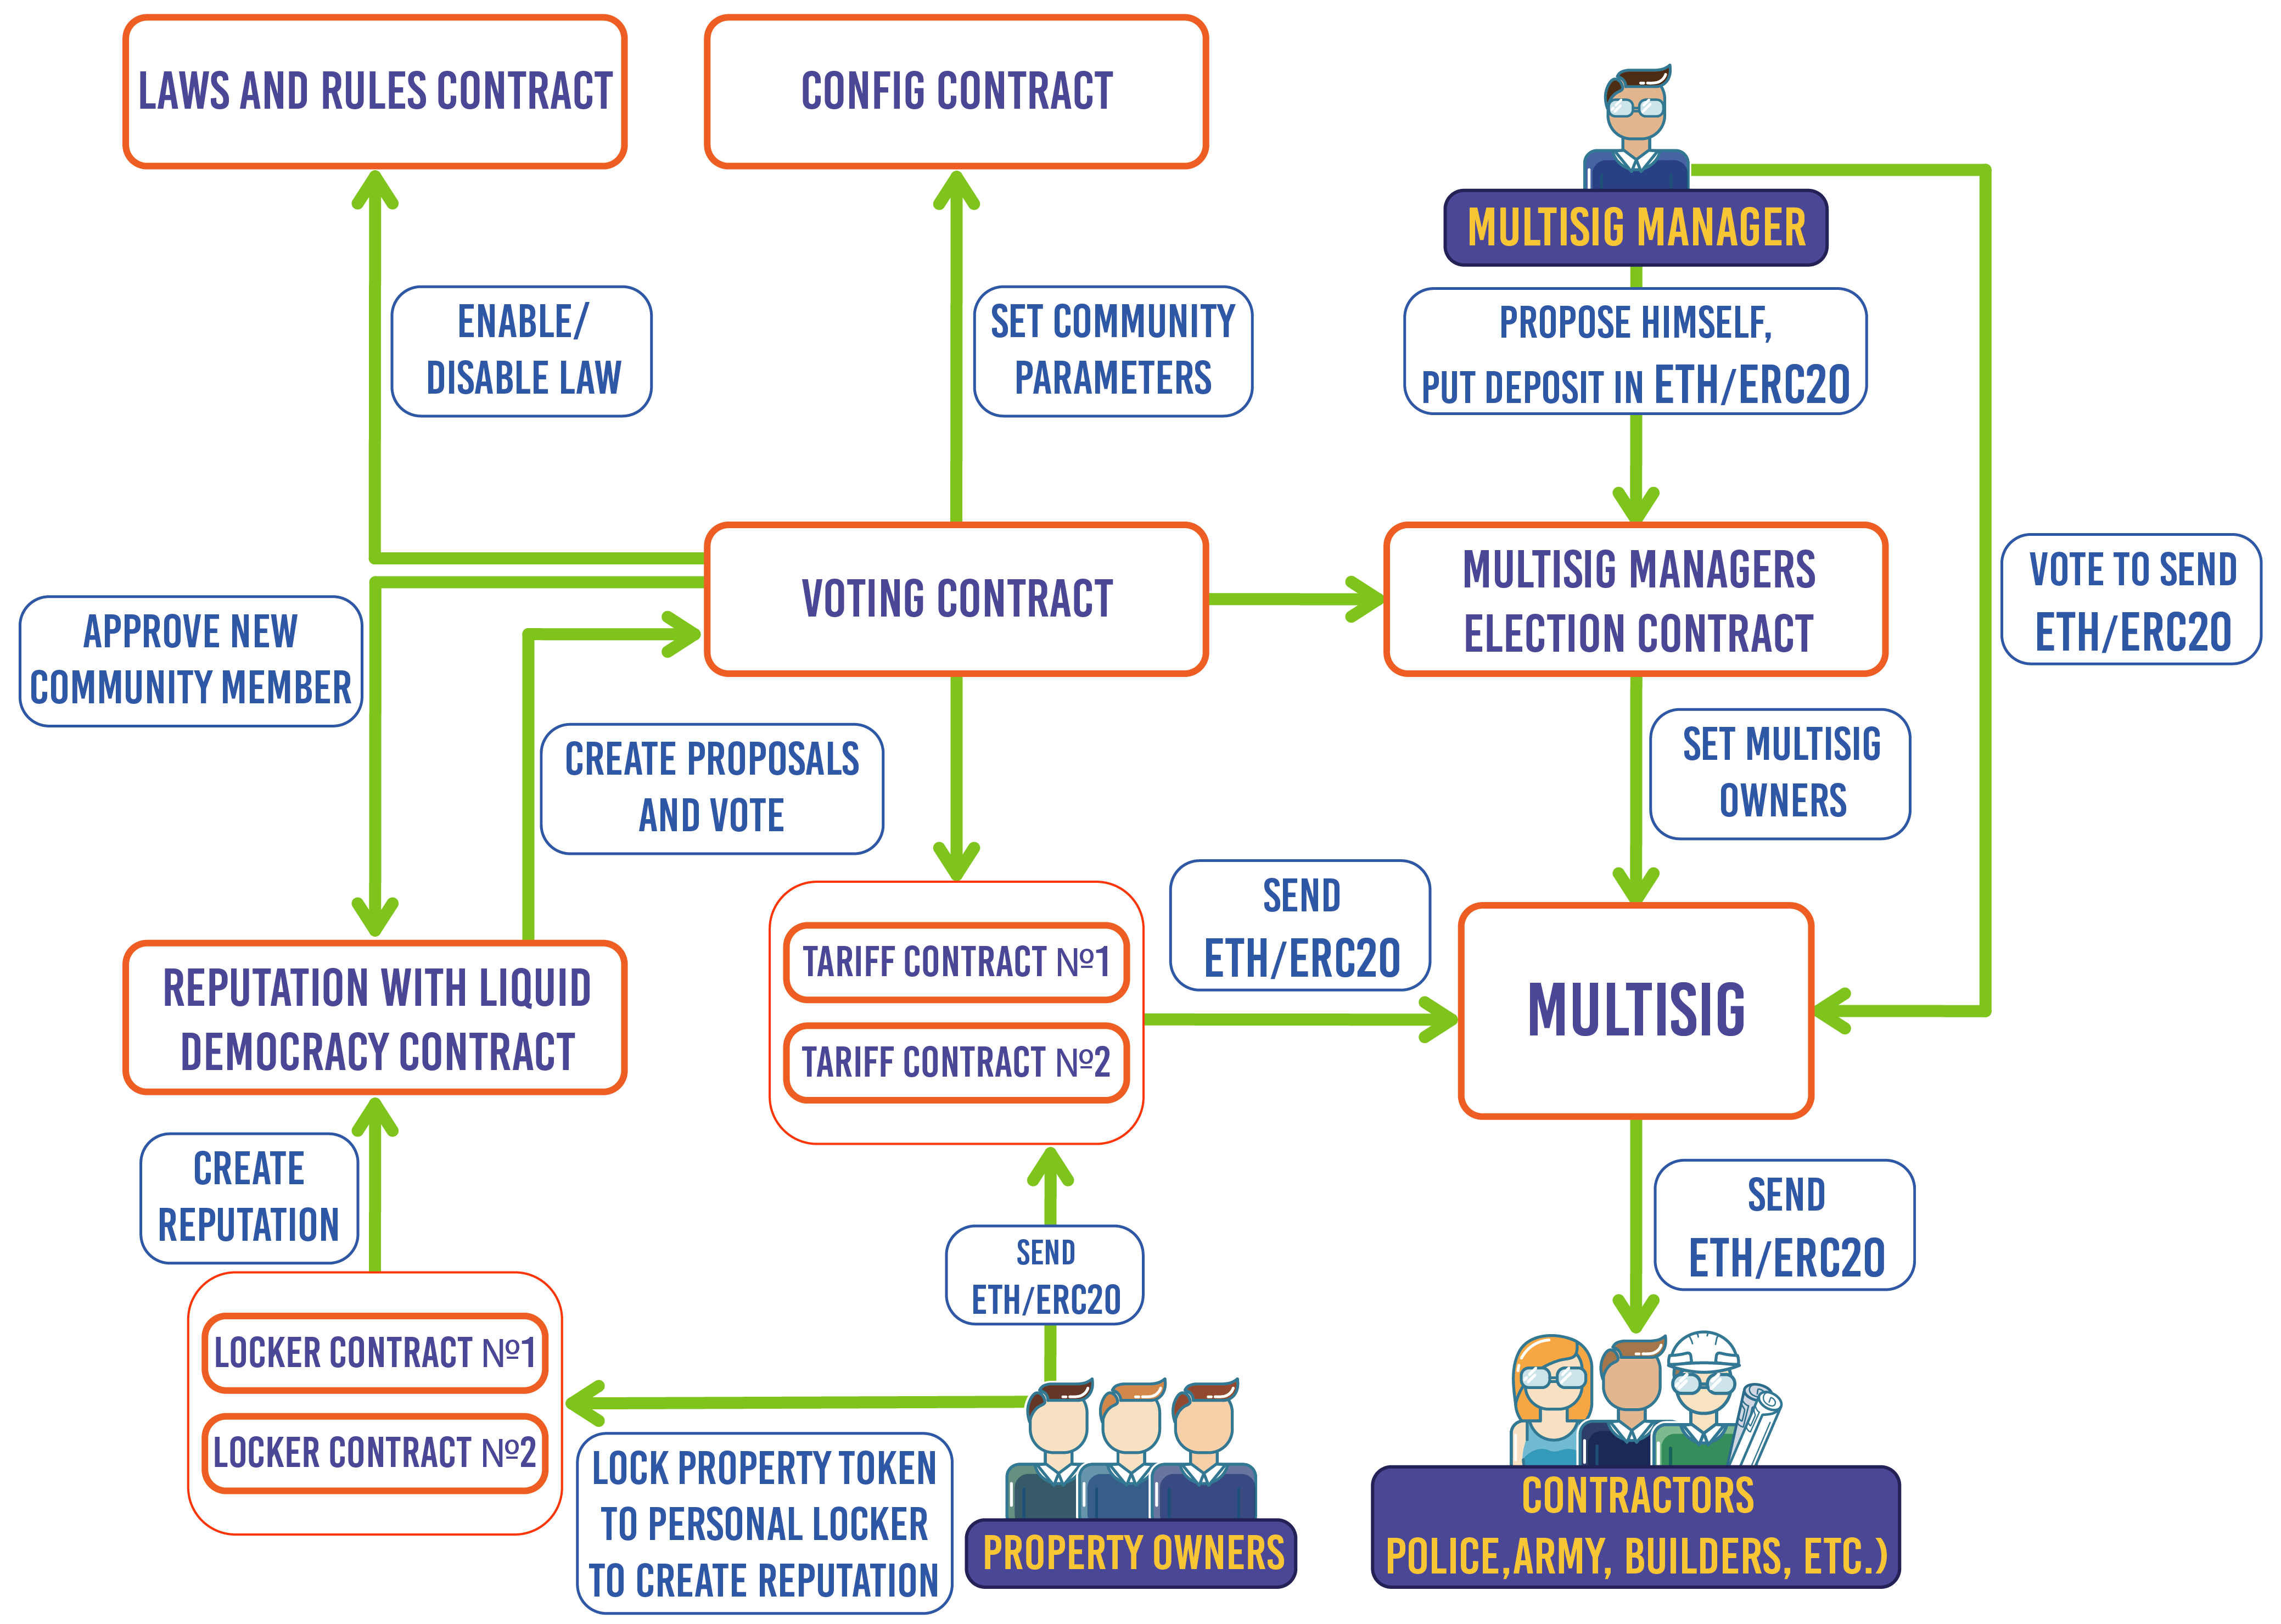 LAWS AND RULES CONTRACT
CONFIG CONTRACT
MULTISIG MANAGER
ENABLE/
DISABLE LAW
SET COMMUNITY
PARAMETERS
PROPOSE HIMSELF,
PUT DEPOSIT IN ETH/ERC20
VOTING CONTRACT
MULTISIG MANAGERS
ELECTION CONTRACT
VOTE TO SEND
ETH/ERC20
APPROVE NEW
COMMUNITY MEMBER
CREATE PROPOSALS
AND VOTE
SET MULTISIG
OWNERS
SEND
ETH/ERC20
TARIFF CONTRACT №1
TARIFF CONTRACT №2
MULTISIG
REPUTATION WITH LIQUID
DEMOCRACY CONTRACT
CREATE
REPUTATION
SEND
ETH/ERC20
SEND
ETH/ERC20
LOCKER CONTRACT №1
LOCKER CONTRACT №2
LOCK PROPERTY TOKEN
TO PERSONAL LOCKER
TO CREATE REPUTATION
PROPERTY OWNERS
CONTRACTORS
POLICE,ARMY, BUILDERS, ETC.)